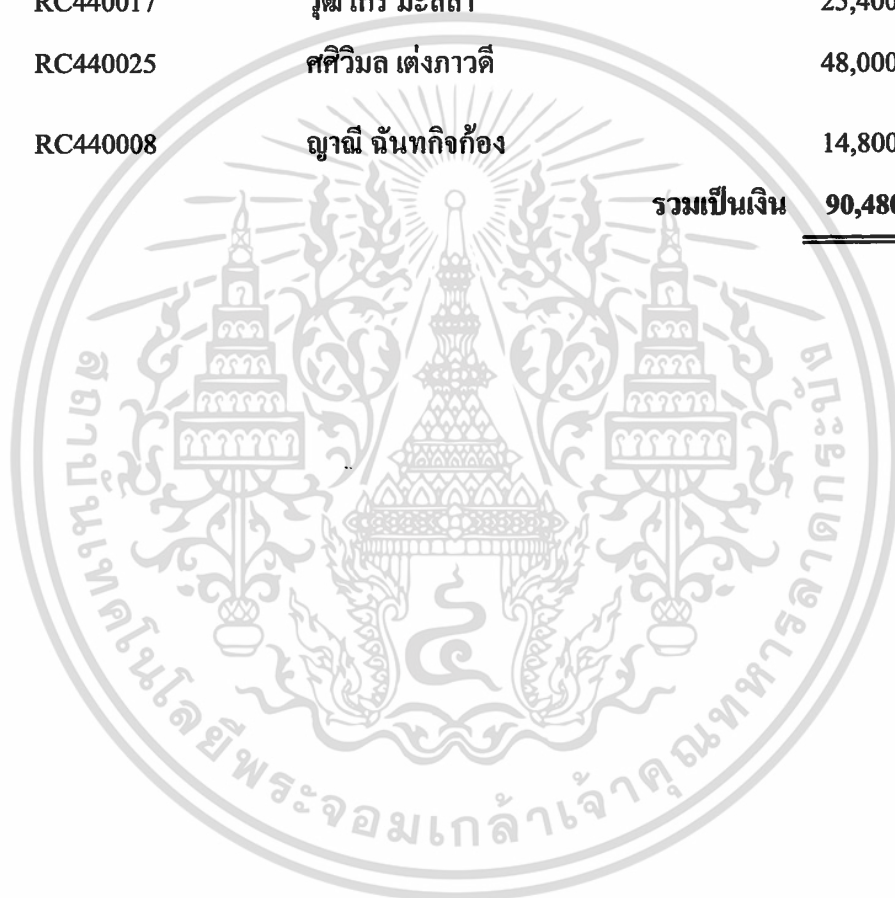 RC440017 25,400
RC440025 ศศิวิมล เต่งภาวดี 48,000
RC440008 ญาณี ฉันทกิจก้อง 14,800
รวมเป็นเงิน 90,480
สถาบันเทคโนโลยีพระจอมเกล้าเจ้าคุณทหารลาดกระบัง